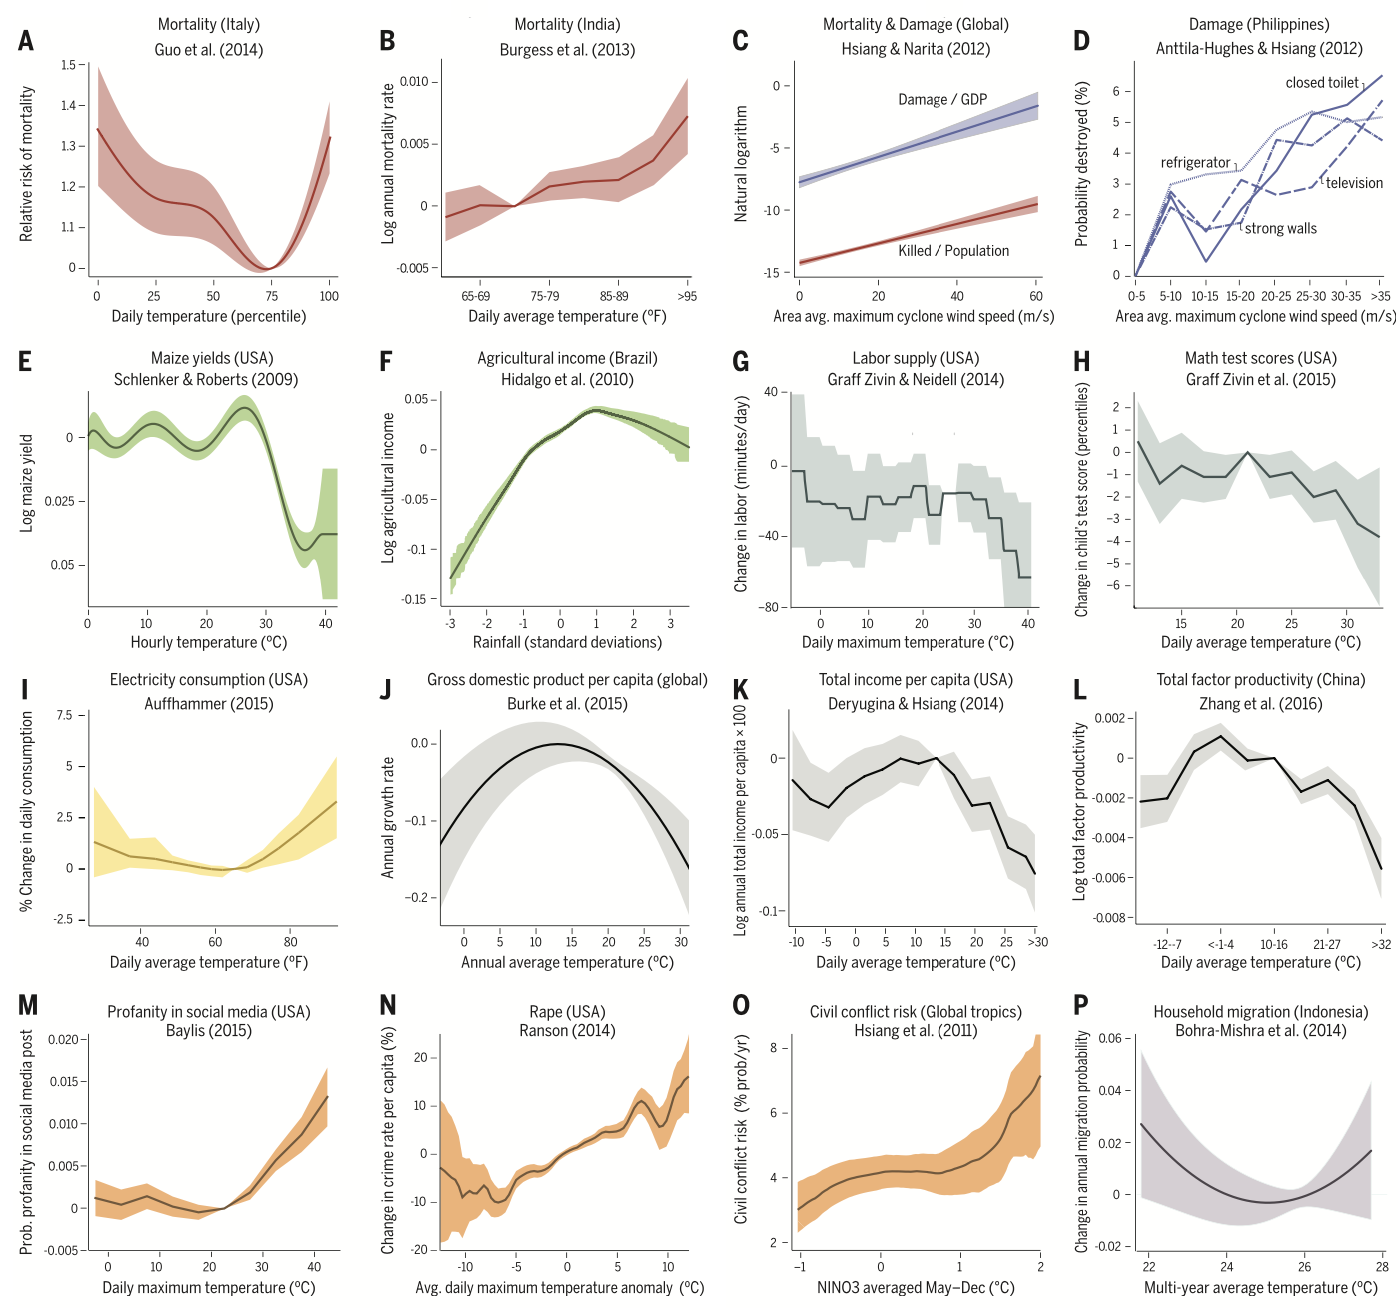 A
Mortality (Italy)
Guo et al. (2014)
Relative risk of mortality
1.5
1.4
1.3
1.2
1.1
0
0 25 50 75 100
Daily temperature (percentile)
B
Mortality (India)
Burgess et al. (2013)
Log annual mortality rate
0.010
0.005
0
-0.005
65-69 75-79 85-89 >95
Daily average temperature (ºF)
C
Mortality & Damage (Global)
Hsiang & Narita (2012)
Natural logarithm
0
-5
-10
-15
Damage / GDP
Killed / Population
0 20 40 60
Area avg. maximum cyclone wind speed (m/s)
D
Damage (Philippines)
Anttila-Hughes & Hsiang (2012)
Probability destroyed (%)
6
5
4
3
2
1
0
closed toilet
refrigerator
television
strong walls
0-5 5-10 10-15 15-20 20-25 25-30 30-35 >35
Area avg. maximum cyclone wind speed (m/s)
E
Maize yields (USA)
Schlenker & Roberts (2009)
Log maize yield
0
0.025
0.05
0 10 20 30 40
Hourly temperature (ºC)
F
Agricultural income (Brazil)
Hidalgo et al. (2010)
Log agricultural income
0.05
0
-0.05
-0.1
-0.15
-3 -2 -1 0 1 2 3
Rainfall (standard deviations)
G
Labor supply (USA)
Graff Zivin & Neidell (2014)
Change in labor (minutes/day)
40
0
-40
-80
0 10 20 30 40
Daily maximum temperature (°C)
H
Math test scores (USA)
Graff Zivin et al. (2015)
Change in child's test score (percentiles)
2
1
0
-1
-2
-3
-4
-5
-6
15 20 25 30
Daily average temperature (ºC)
I
Electricity consumption (USA)
Auffhammer (2015)
% Change in daily consumption
7.5
5
2.5
0
-2.5
40 60 80
Daily average temperature (ºF)
J
Gross domestic product per capita (global)
Burke et al. (2015)
Annual growth rate
0.0
-0.1
-0.2
0 5 10 15 20 25 30
Annual average temperature (ºC)
K
Total income per capita (USA)
Deryugina & Hsiang (2014)
Log annual total income per capita × 100
0
-0.05
-0.1
-10 -5 0 5 10 15 20 25 >30
Daily average temperature (ºC)
L
Total factor productivity (China)
Zhang et al. (2016)
Log total factor productivity
0.002
0
-0.002
-0.004
-0.006
-0.008
-12--7 <-1-4 10-16 21-27 >32
Daily average temperature (ºC)
M
Profanity in social media (USA)
Baylis (2015)
Prob. profanity in social media post
0.020
0.015
0.010
0.005
0
-0.005
0 10 20 30 40
Daily maximum temperature (ºC)
N
Rape (USA)
Ranson (2014)
Change in crime rate per capita (%)
20
10
0
-10
-20
-10 -5 0 5 10
Avg. daily maximum temperature anomaly (ºC)
O
Civil conflict risk (Global tropics)
Hsiang et al. (2011)
Civil conflict risk (% prob/yr)
8
6
4
2
-1 0 1 2
NINO3 averaged May–Dec (°C)
P
Household migration (Indonesia)
Bohra-Mishra et al. (2014)
Change in annual migration probability
0.06
0.04
0.02
0
-0.02
22 24 26 28
Multi-year average temperature (ºC)